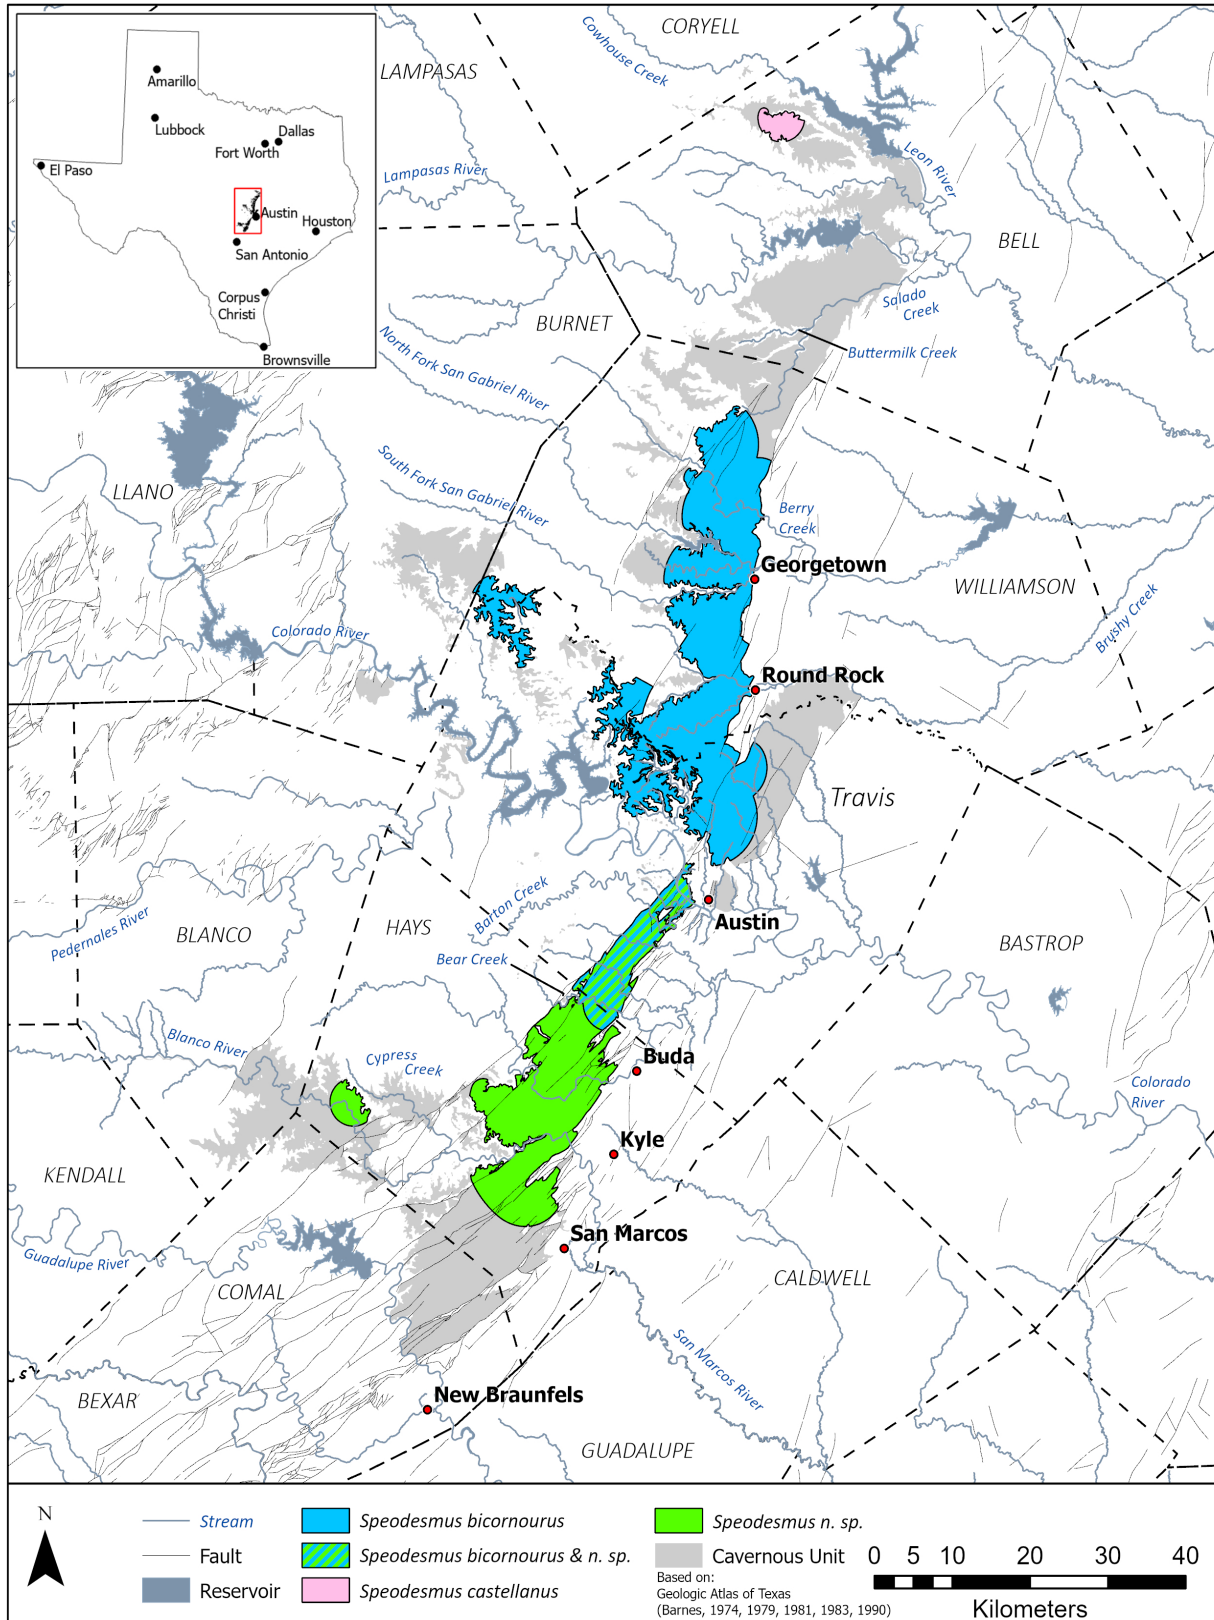 CORYELL
Cowhouse Creek
LAMPASAS
Amarillo
Lubbock
Dallas
Fort Worth
El Paso
Austin
Houston
San Antonio
Corpus
Christi
Brownsville
Leon River
Lampasas River
BELL
Salado
Creek
BURNET
Buttermilk Creek
North Fork San Gabriel River
South Fork San Gabriel River
LLANO
Berry
Creek
Georgetown
WILLIAMSON
Brushy Creek
Colorado River
Round Rock
Travis
Barton Creek
Austin
Pedernales River
BLANCO
HAYS
BASTROP
Bear Creek
Blanco River
Cypress
Creek
Buda
Colorado
River
Kyle
KENDALL
San Marcos
Guadalupe River
COMAL
CALDWELL
San Marcos River
BEXAR
New Braunfels
GUADALUPE
N
Stream
Fault
Reservoir
Speodesmus bicornourus
Speodesmus bicornourus & n. sp.
Speodesmus castellanus
Speodesmus n. sp.
Cavernous Unit
Based on:
Geologic Atlas of Texas
(Barnes, 1974, 1979, 1981, 1983, 1990)
0 5 10 20 30 40
Kilometers